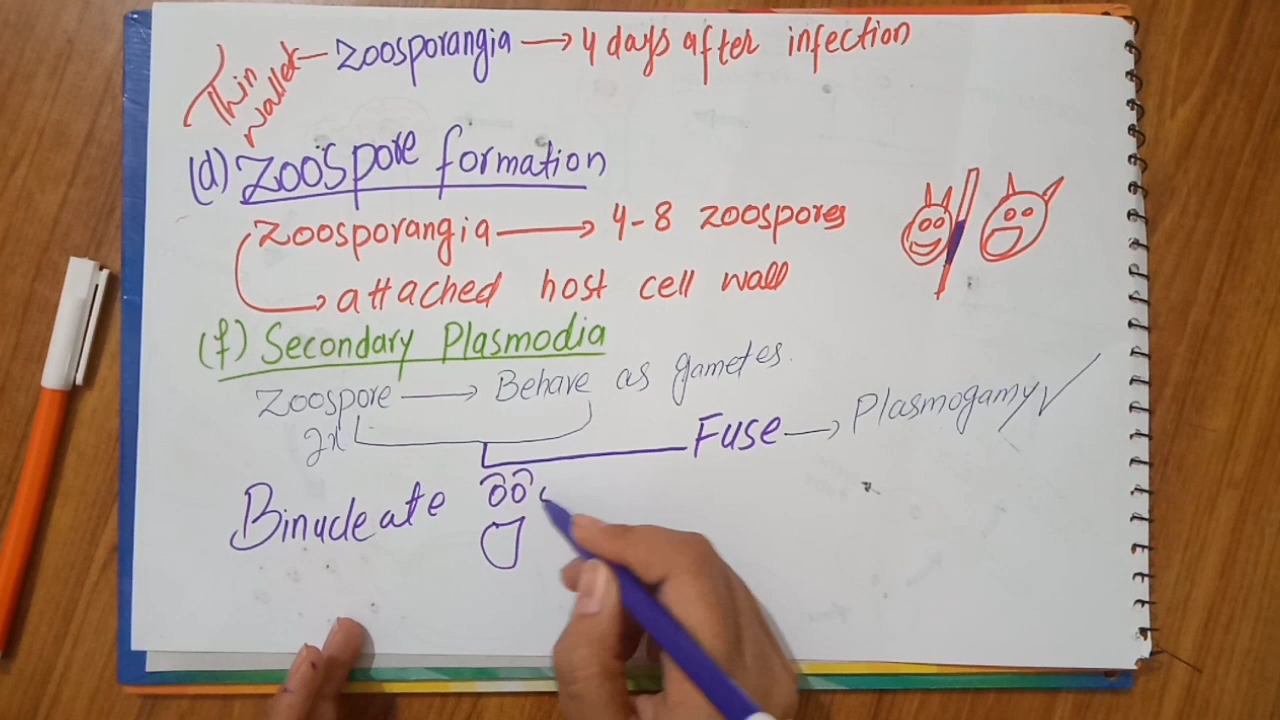 Thin walled — Zoosporangia → 4 days after infection
(d) Zoospore formation
Zoosporangia → 4-8 zoospores
→ attached host cell wall
(f) Secondary Plasmodia
Zoospore → Behave as gametes.
Fuse → Plasmogamy ✓
Binucleate